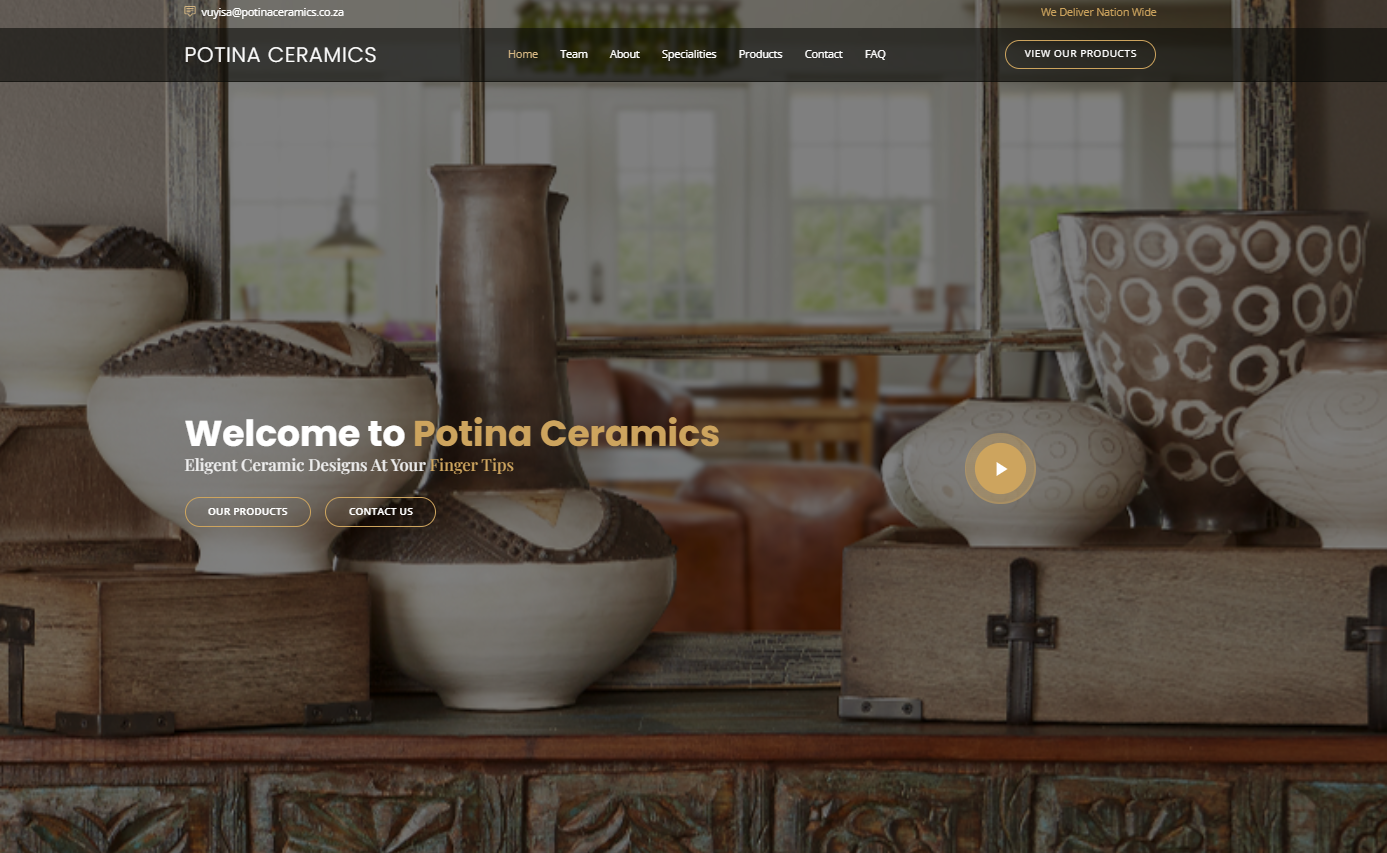 vuyisa@potinaceramics.co.za
We Deliver Nation Wide
POTINA CERAMICS
Home Team About Specialities Products Contact FAQ
VIEW OUR PRODUCTS
Welcome to Potina Ceramics
Eligent Ceramic Designs At Your Finger Tips
OUR PRODUCTS
CONTACT US